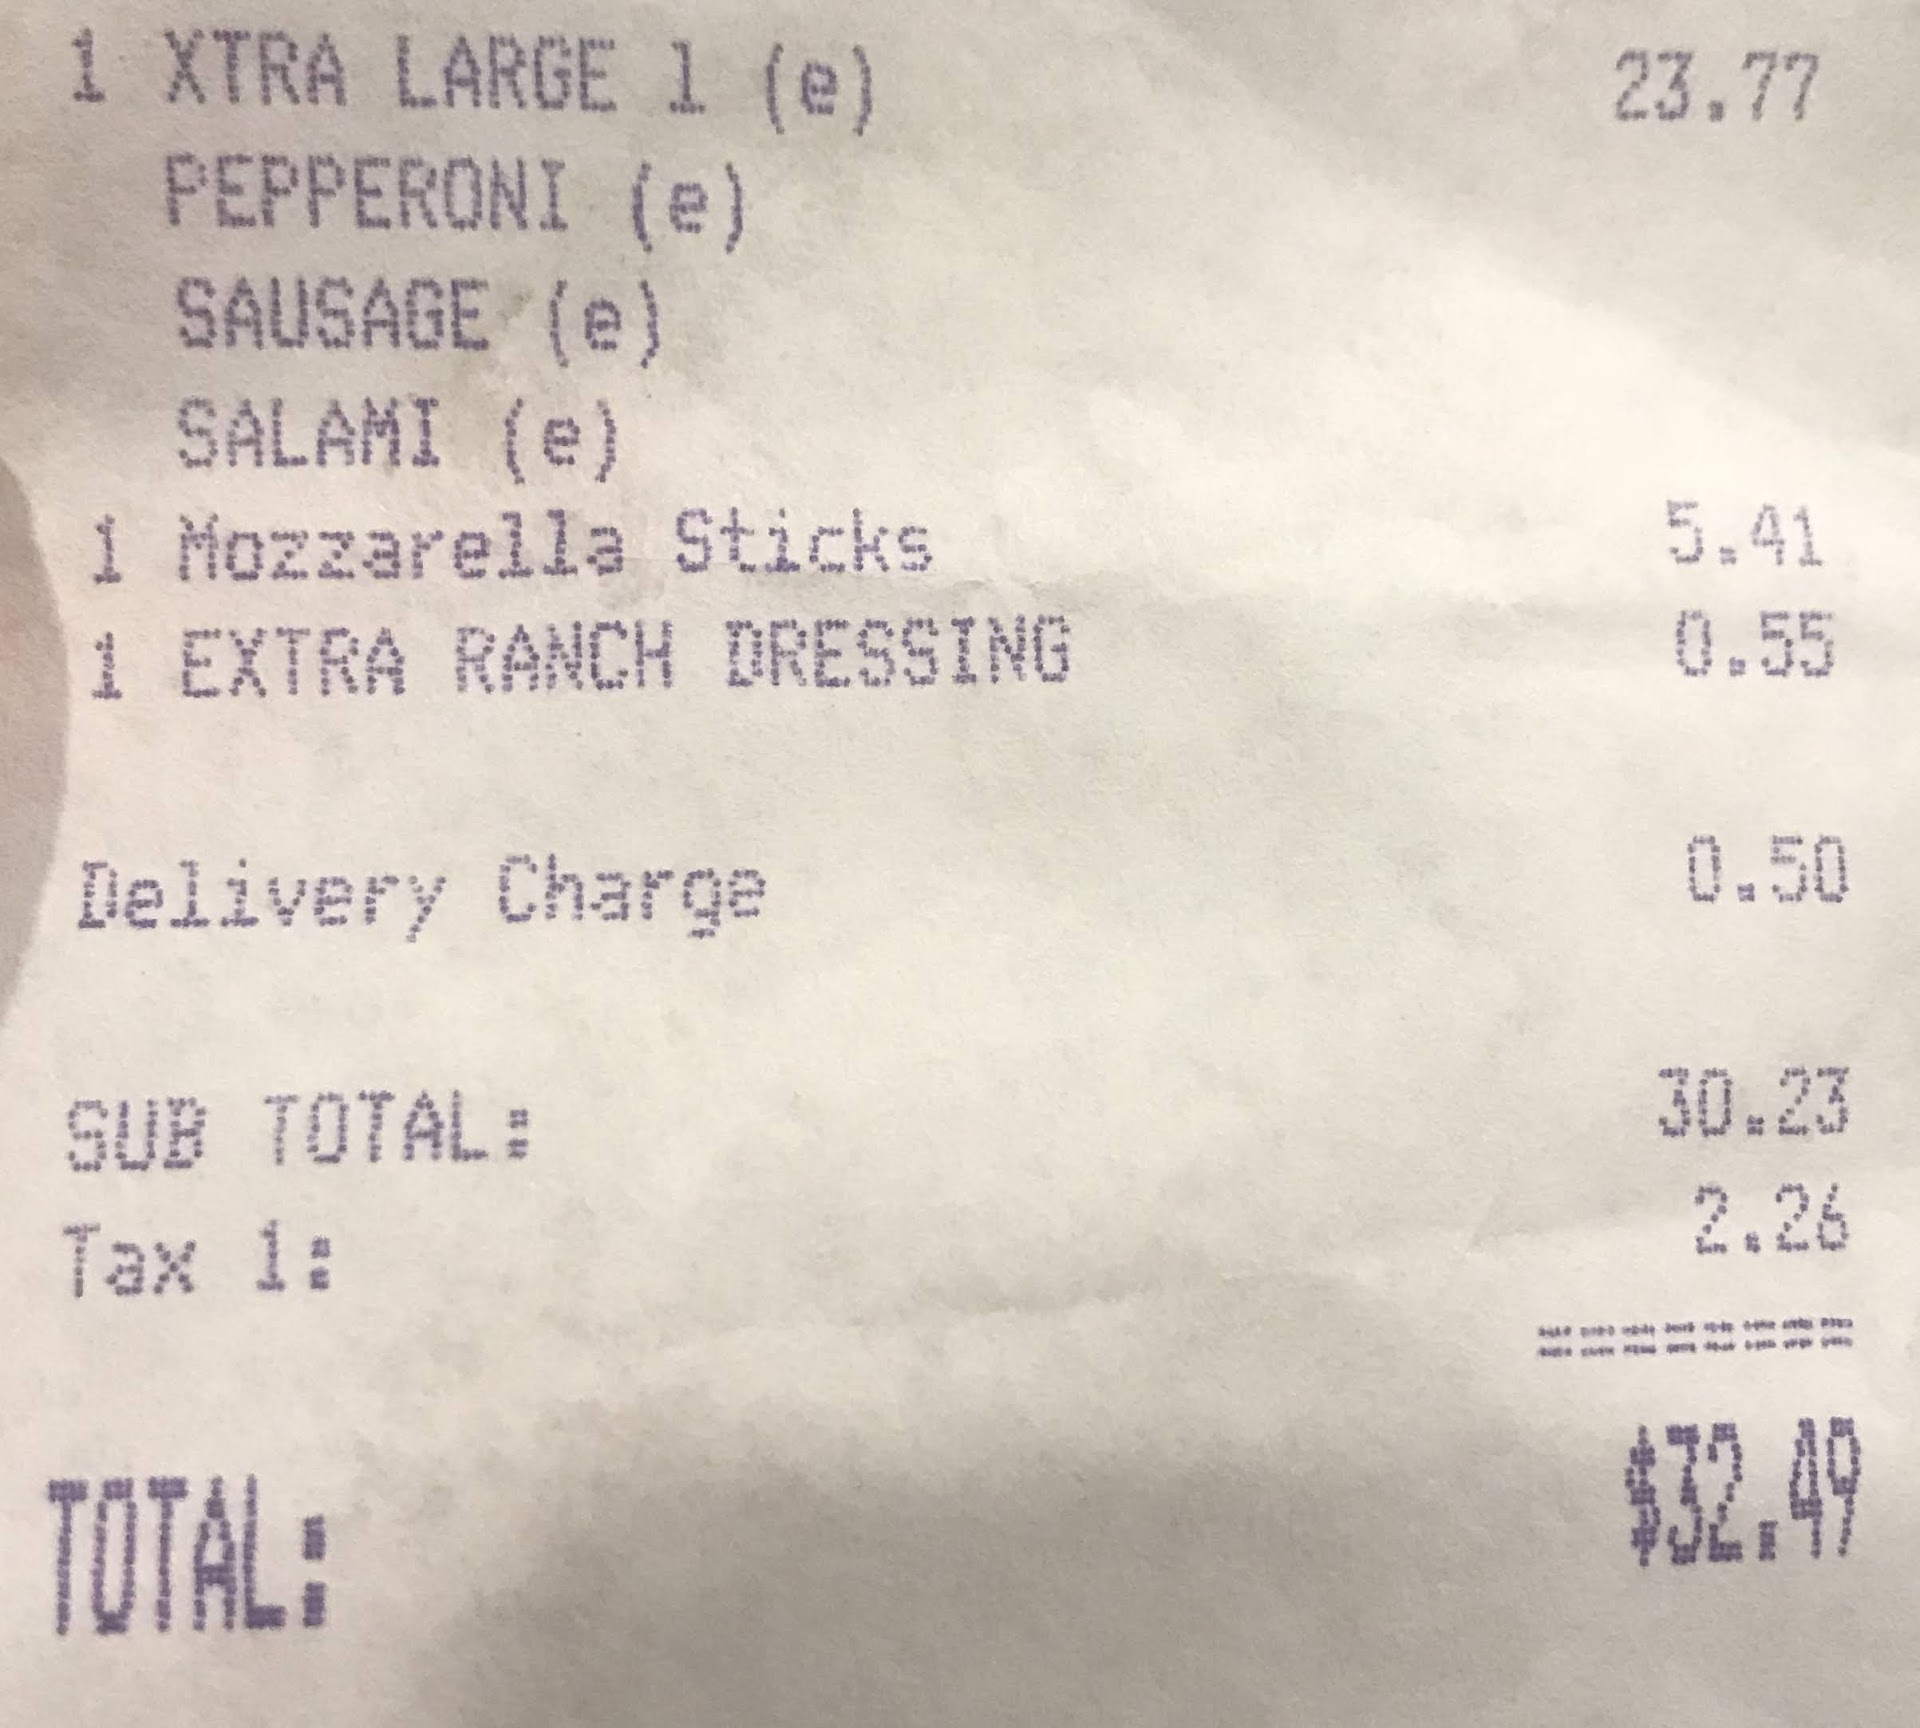 1 XTRA LARGE 1 (e) 23.77
PEPPERONI (e)
SAUSAGE (e)
SALAMI (e)
1 Mozzarella Sticks 5.41
1 EXTRA RANCH DRESSING 0.55
Delivery Charge 0.50
SUB TOTAL: 30.23
Tax 1: 2.26
========
TOTAL: $32.49